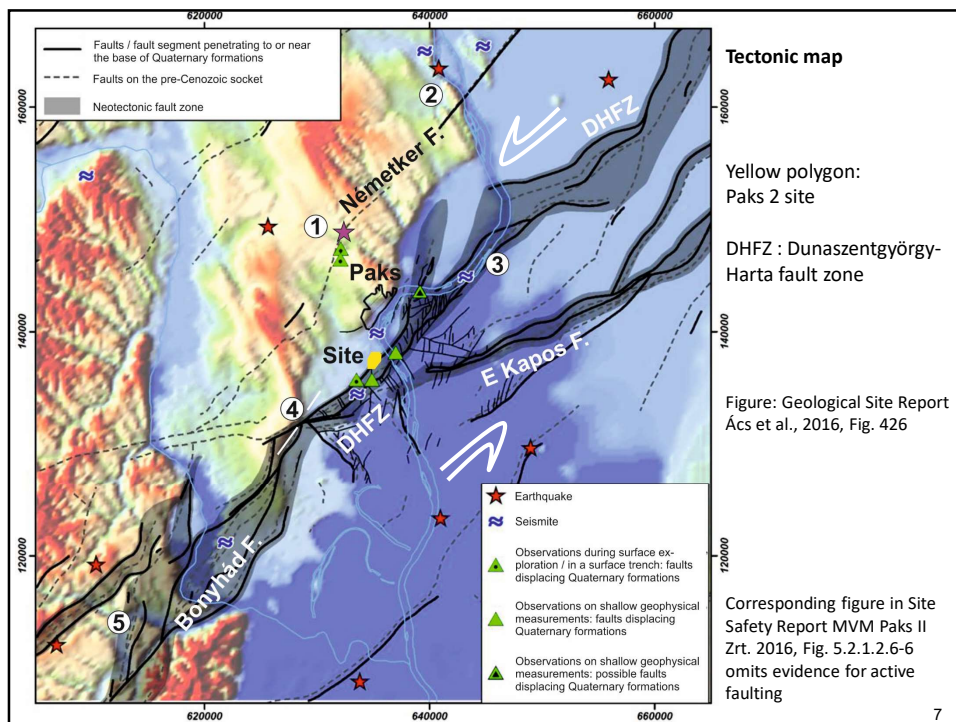 620000
640000
660000
Faults / fault segment penetrating to or near
the base of Quaternary formations
Faults on the pre-Cenozoic socket
Neotectonic fault zone
160000
140000
120000
160000
140000
120000
2
DHFZ
Németker F.
1
Paks
3
Site
E Kapos F.
4
DHFZ
Bonyhád F.
5
Earthquake
Seismite
Observations during surface ex-
ploration / in a surface trench: faults
displacing Quaternary formations
Observations on shallow geophysical
measurements: faults displacing
Quaternary formations
Observations on shallow geophysical
measurements: possible faults
displacing Quaternary formations
620000
640000
660000
Tectonic map
Yellow polygon:
Paks 2 site
DHFZ : Dunaszentgyörgy-
Harta fault zone
Figure: Geological Site Report
Ács et al., 2016, Fig. 426
Corresponding figure in Site
Safety Report MVM Paks II
Zrt. 2016, Fig. 5.2.1.2.6-6
omits evidence for active
faulting
7